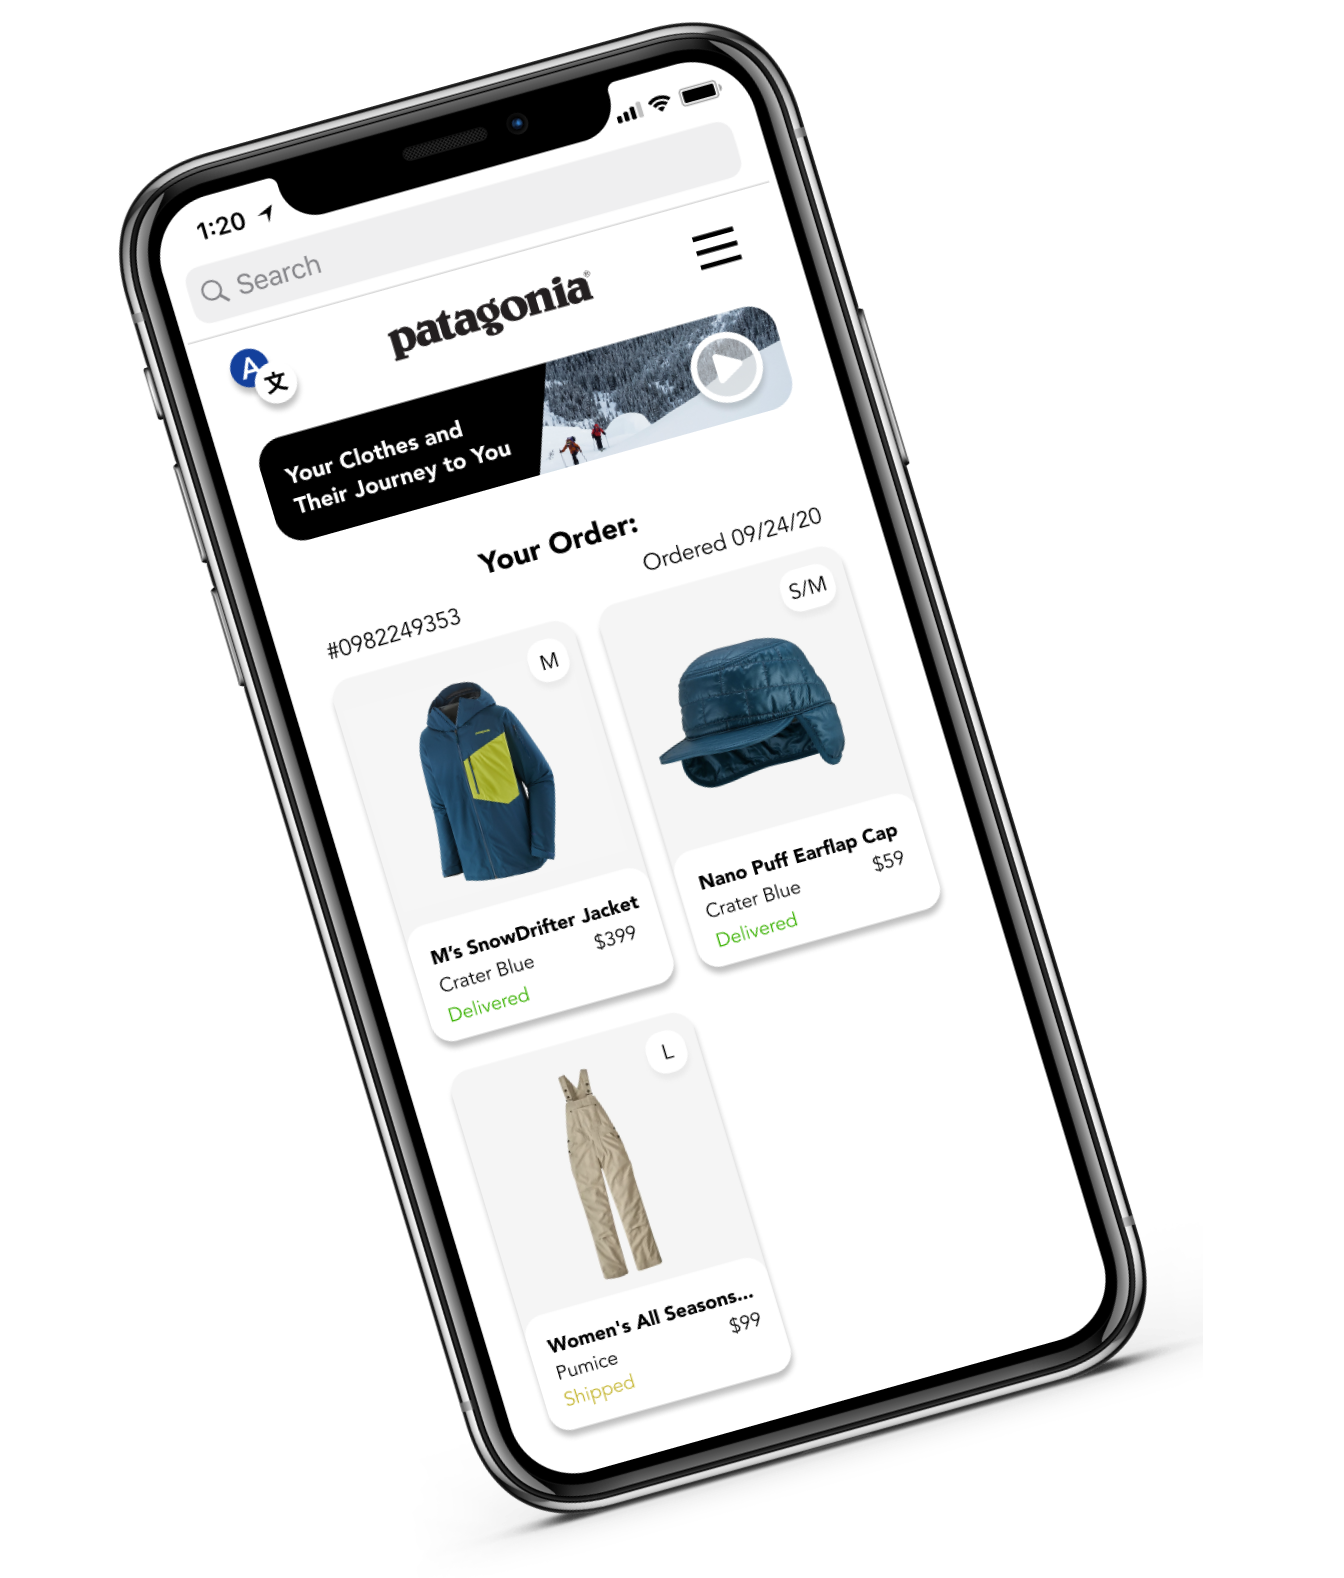 1:20
Search
patagonia®
A
文
Your Clothes and
Their Journey to You
Your Order:
Ordered 09/24/20
#0982249353
M
M's SnowDrifter Jacket
Crater Blue
$399
Delivered
S/M
Nano Puff Earflap Cap
Crater Blue
$59
Delivered
L
Women's All Seasons...
Pumice
$99
Shipped